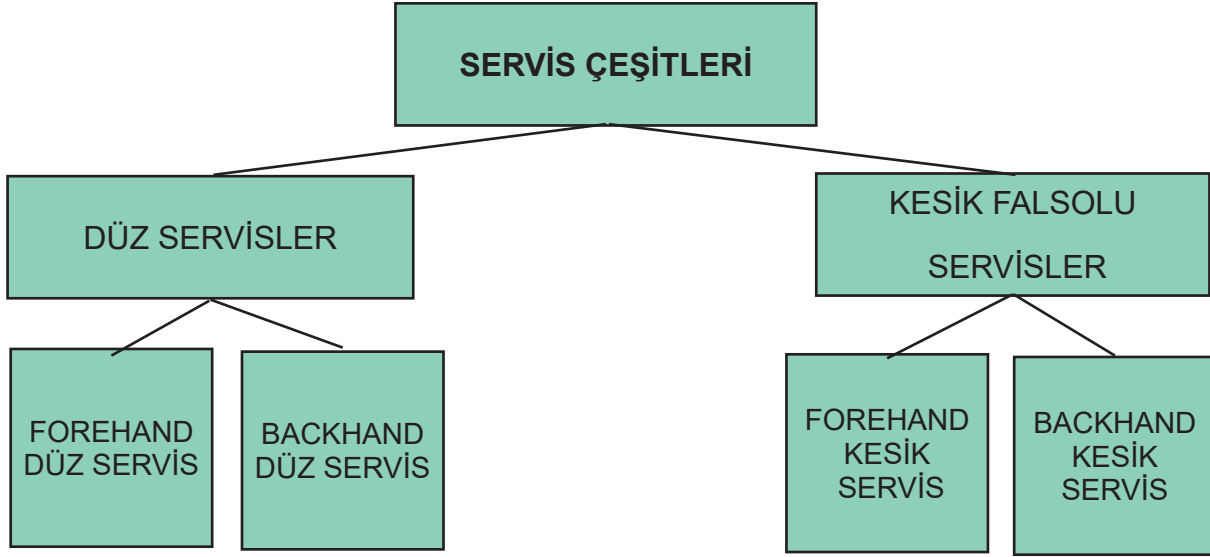 SERVİS ÇEŞİTLERİ
DÜZ SERVİSLER
KESİK FALSOLU
SERVİSLER
FOREHAND
DÜZ SERVİS
BACKHAND
DÜZ SERVİS
FOREHAND
KESİK
SERVİS
BACKHAND
KESİK
SERVİS